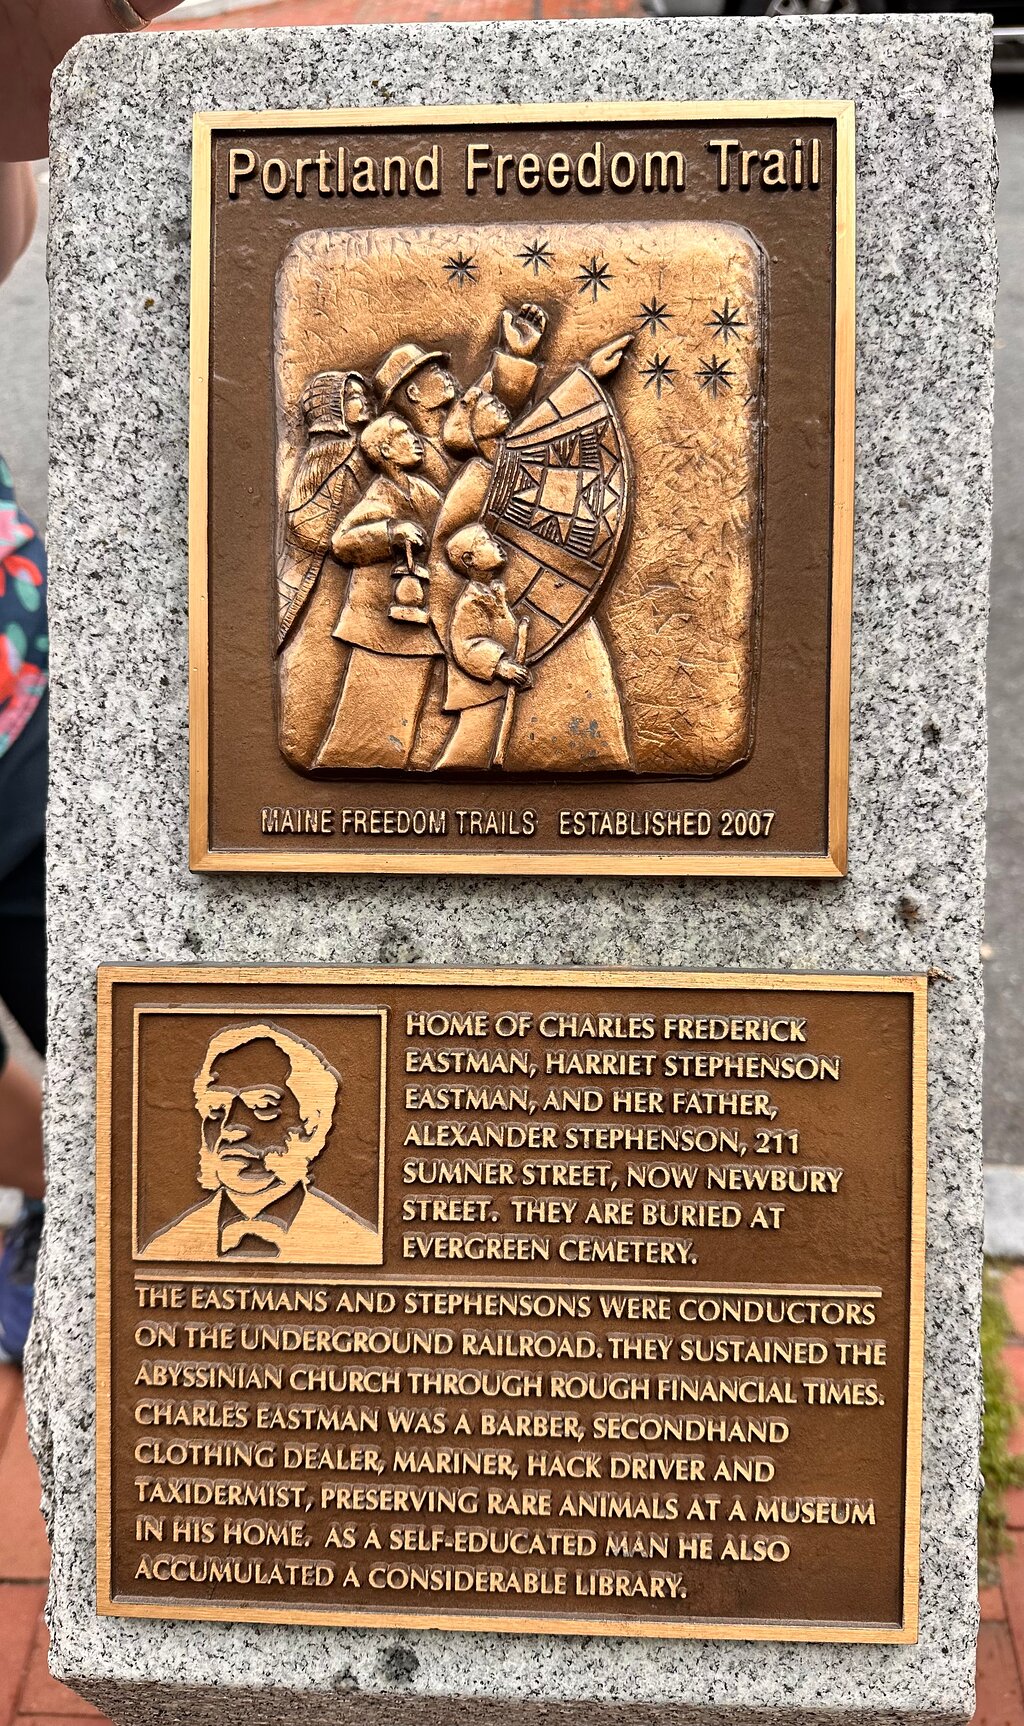 Portland Freedom Trail
MAINE FREEDOM TRAILS ESTABLISHED 2007
HOME OF CHARLES FREDERICK
EASTMAN, HARRIET STEPHENSON
EASTMAN, AND HER FATHER,
ALEXANDER STEPHENSON, 211
SUMNER STREET, NOW NEWBURY
STREET. THEY ARE BURIED AT
EVERGREEN CEMETERY.
THE EASTMANS AND STEPHENSONS WERE CONDUCTORS
ON THE UNDERGROUND RAILROAD. THEY SUSTAINED THE
ABYSSINIAN CHURCH THROUGH ROUGH FINANCIAL TIMES.
CHARLES EASTMAN WAS A BARBER, SECONDHAND
CLOTHING DEALER, MARINER, HACK DRIVER AND
TAXIDERMIST, PRESERVING RARE ANIMALS AT A MUSEUM
IN HIS HOME. AS A SELF-EDUCATED MAN HE ALSO
ACCUMULATED A CONSIDERABLE LIBRARY.